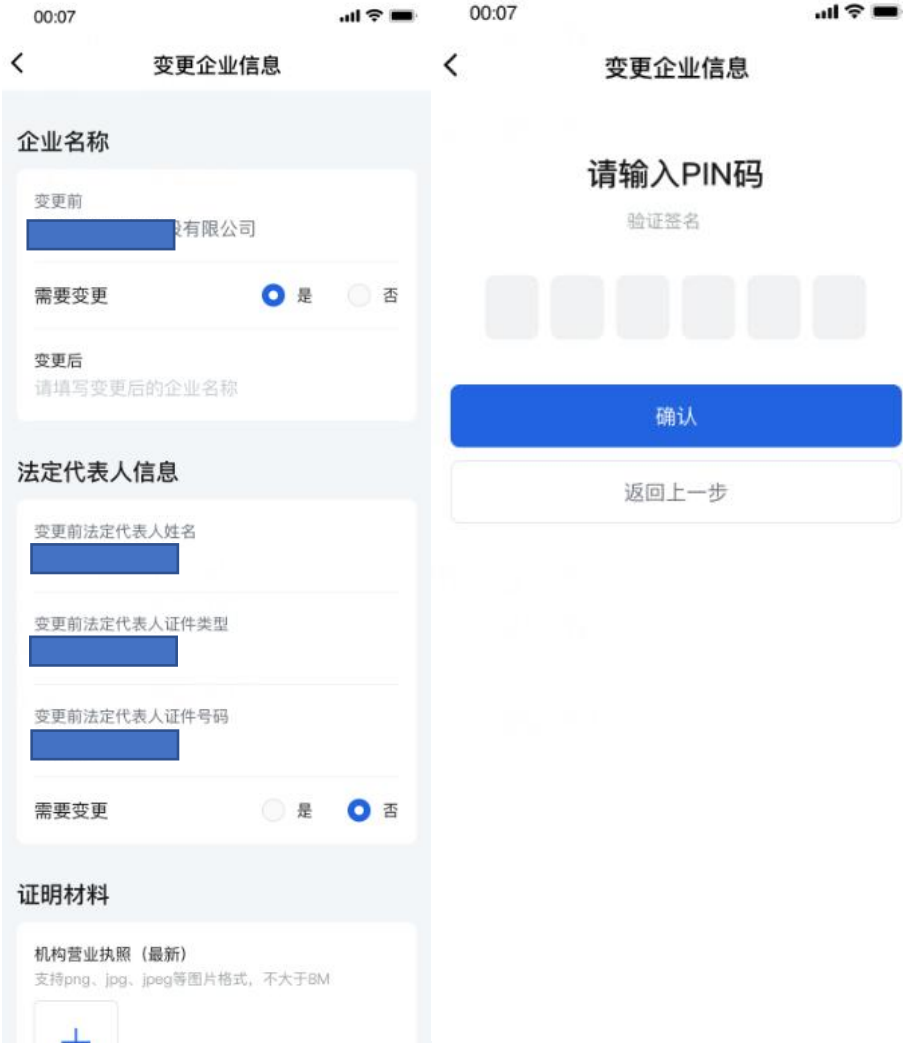 00:07
变更企业信息
企业名称
变更前
有限公司
需要变更
是
否
变更后
请填写变更后的企业名称
法定代表人信息
变更前法定代表人姓名
变更前法定代表人证件类型
变更前法定代表人证件号码
需要变更
是
否
证明材料
机构营业执照（最新）
支持png、jpg、jpeg等图片格式，不大于8M
00:07
变更企业信息
请输入PIN码
验证签名
确认
返回上一步